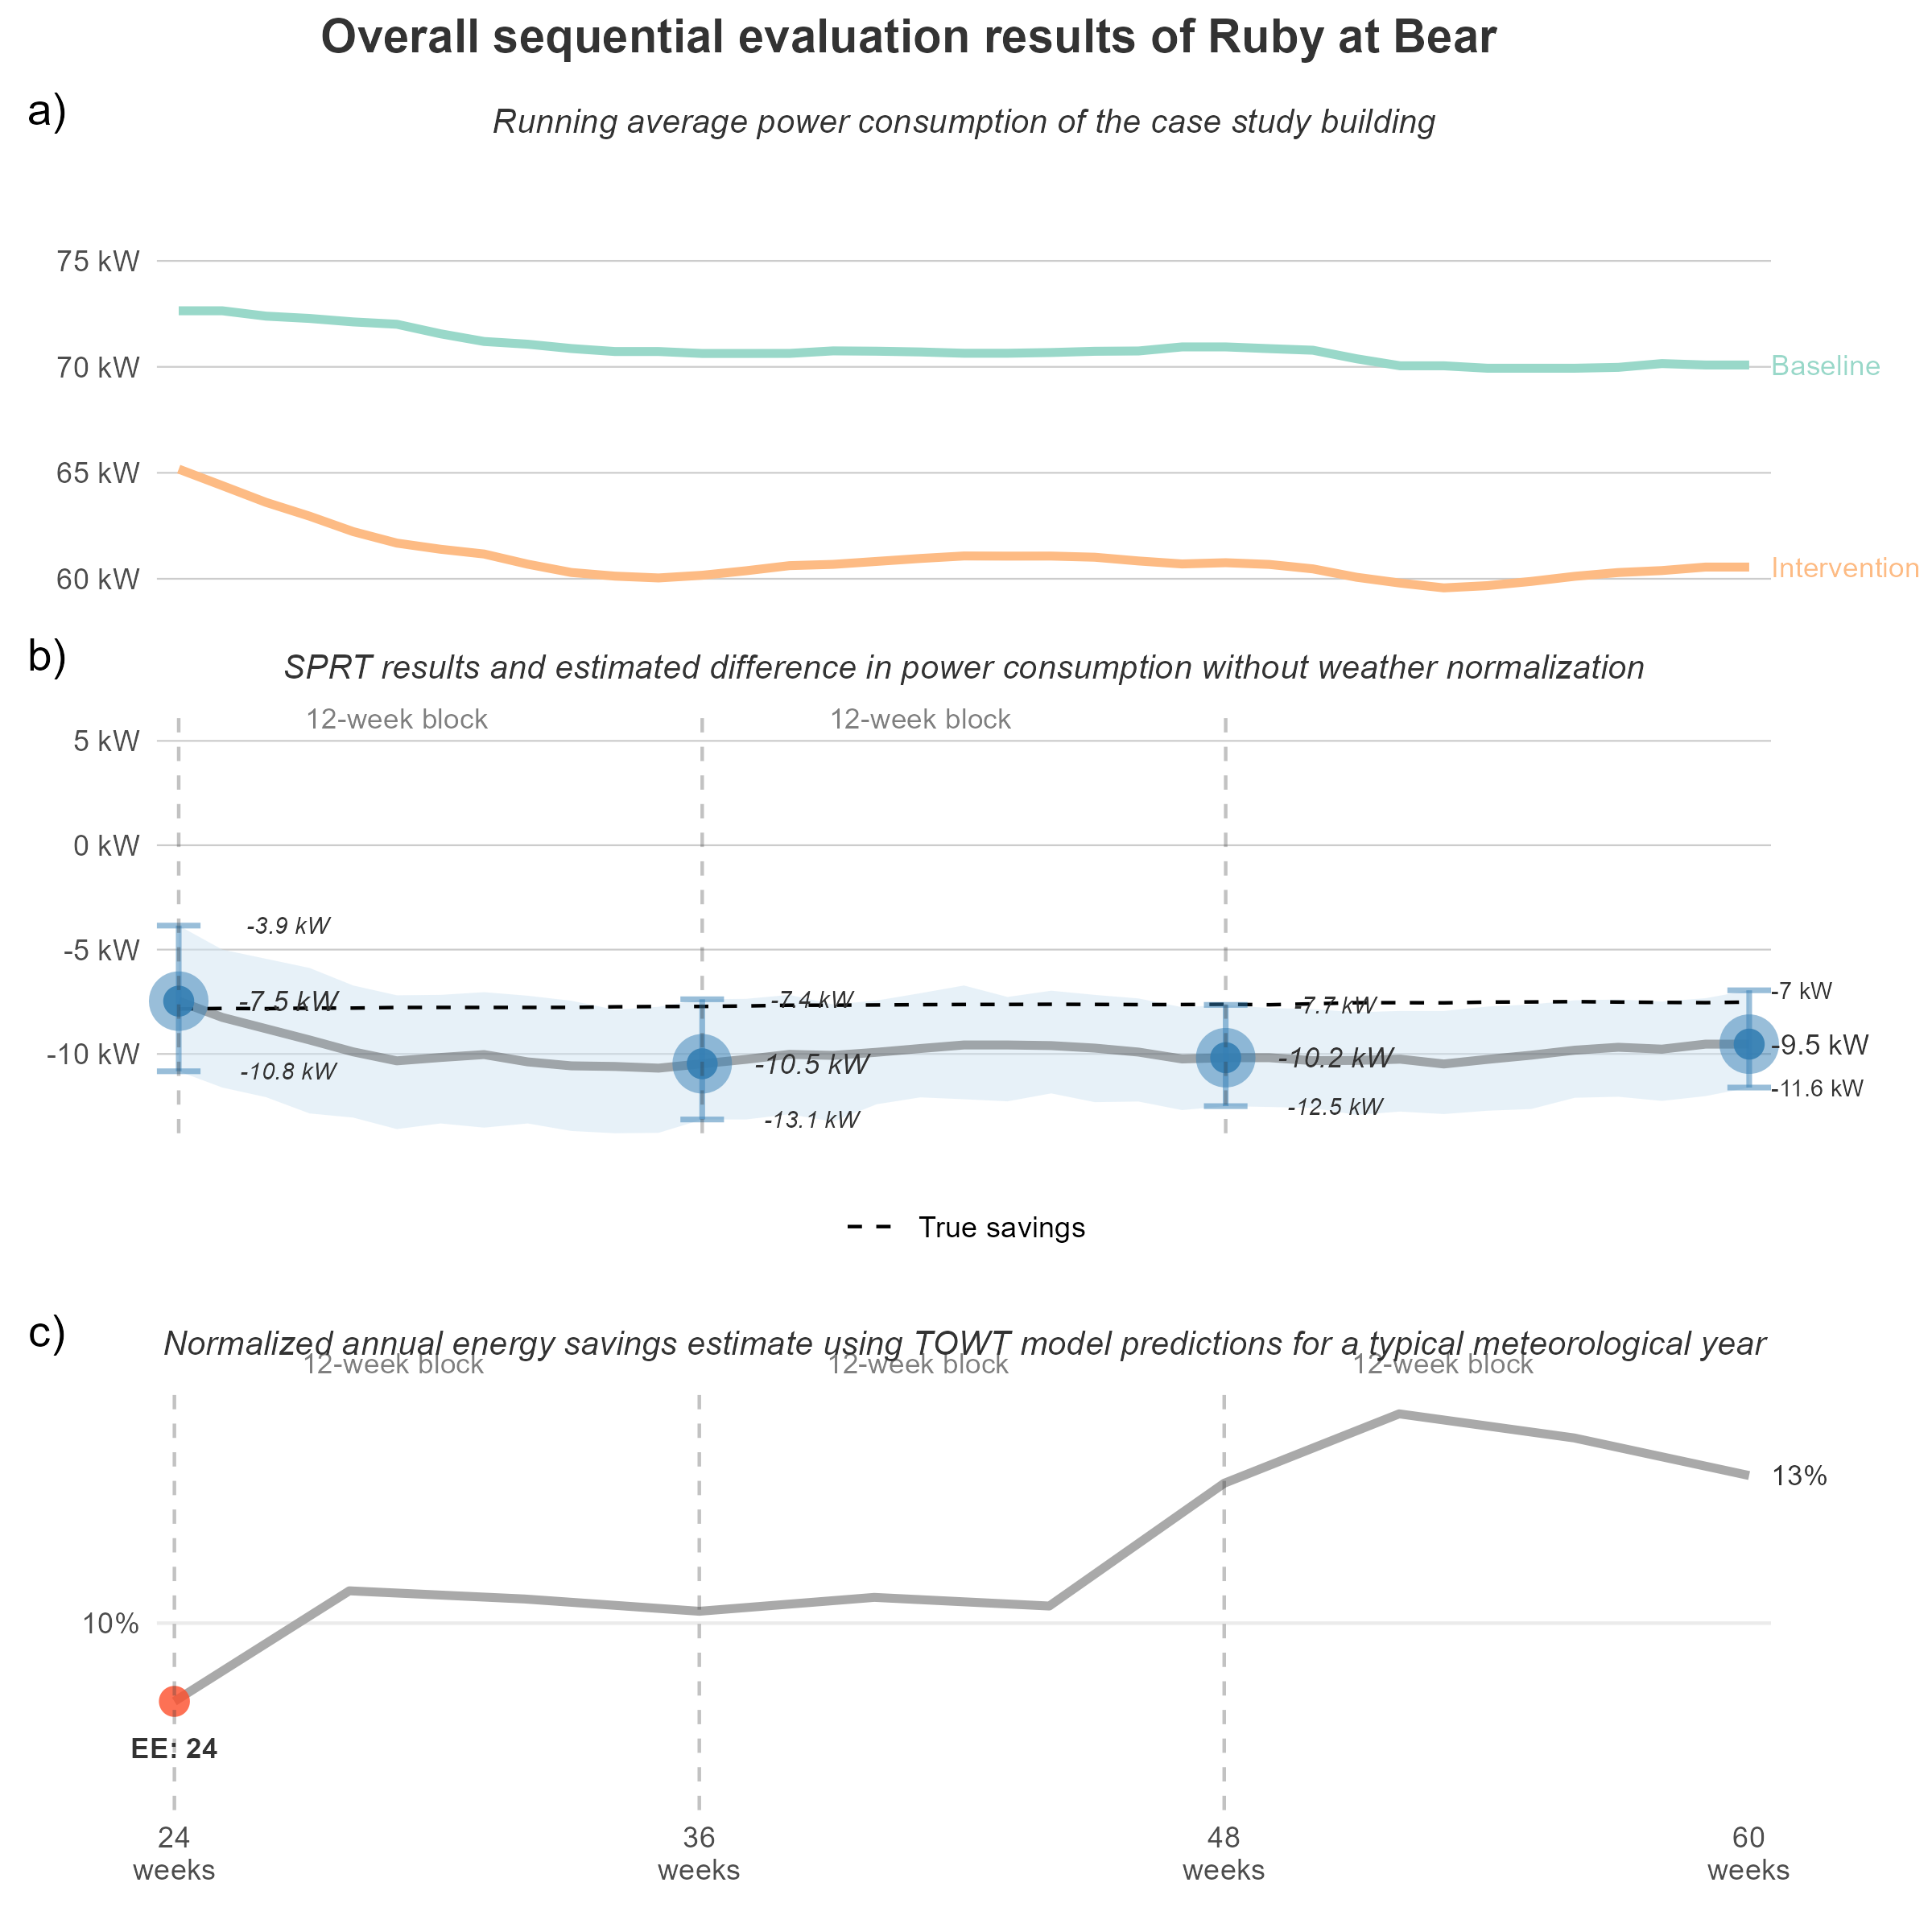 Overall sequential evaluation results of Ruby at Bear
a)
Running average power consumption of the case study building
75 kW
70 kW
Baseline
65 kW
60 kW
Intervention
b)
SPRT results and estimated difference in power consumption without weather normalization
12-week block
12-week block
5 kW
0 kW
-3.9 kW
-5 kW
-7.5 kW
-7.4 kW
-7.7 kW
-7 kW
-10 kW
-10.5 kW
-10.2 kW
-9.5 kW
-10.8 kW
-13.1 kW
-12.5 kW
-11.6 kW
True savings
c)
Normalized annual energy savings estimate using TOWT model predictions for a typical meteorological year
12-week block
12-week block
12-week block
13%
10%
EE: 24
24
weeks
36
weeks
48
weeks
60
weeks